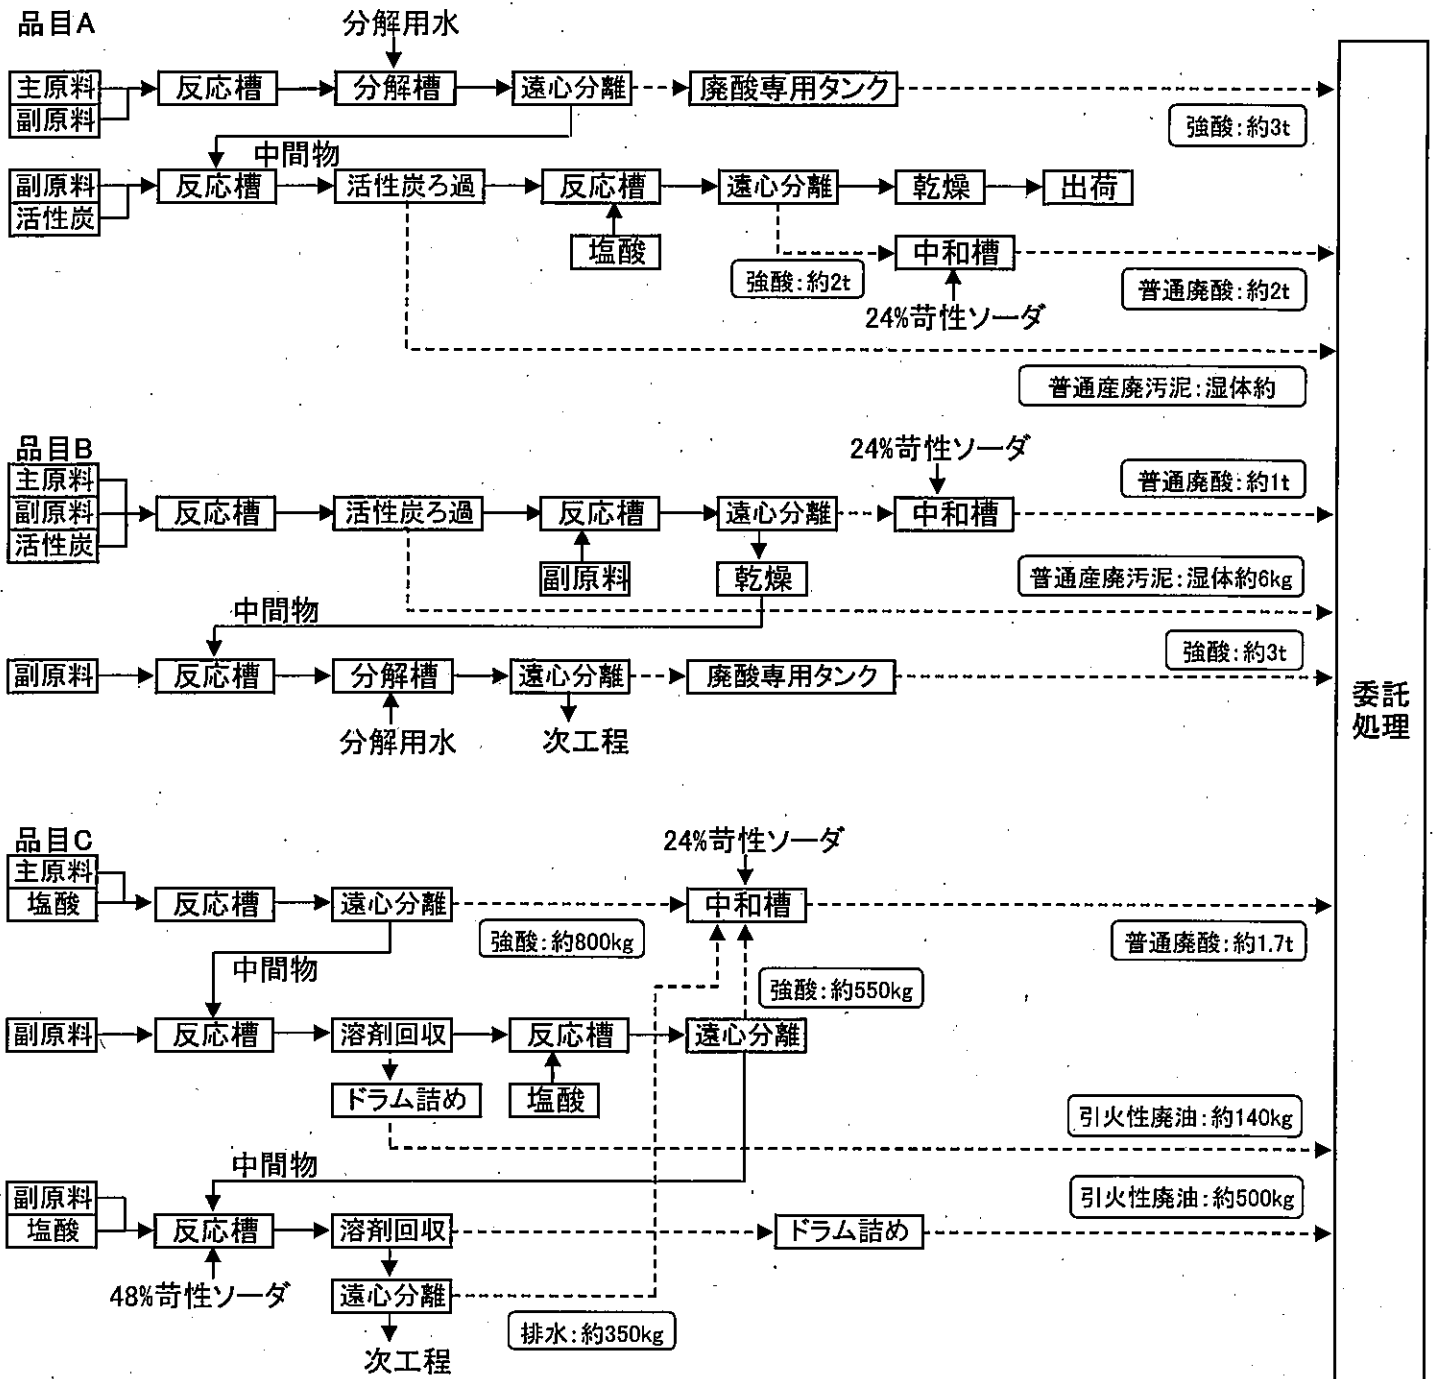 品目A
分解用水
主原料
副原料
反応槽
分解槽
遠心分離
廃酸専用タンク
強酸:約3t
中間物
副原料
活性炭
反応槽
活性炭ろ過
反応槽
遠心分離
乾燥
出荷
塩酸
強酸:約2t
中和槽
普通廃酸:約2t
24%苛性ソーダ
普通産廃汚泥:湿体約
品目B
24%苛性ソーダ
主原料
副原料
活性炭
反応槽
活性炭ろ過
反応槽
遠心分離
中和槽
普通廃酸:約1t
副原料
乾燥
普通産廃汚泥:湿体約6kg
中間物
強酸:約3t
副原料
反応槽
分解槽
遠心分離
廃酸専用タンク
分解用水
次工程
委託
処理
品目C
24%苛性ソーダ
主原料
塩酸
反応槽
遠心分離
中和槽
強酸:約800kg
普通廃酸:約1.7t
中間物
強酸:約550kg
副原料
反応槽
溶剤回収
反応槽
遠心分離
ドラム詰め
塩酸
引火性廃油:約140kg
中間物
副原料
塩酸
反応槽
溶剤回収
ドラム詰め
引火性廃油:約500kg
48%苛性ソーダ
遠心分離
排水:約350kg
次工程